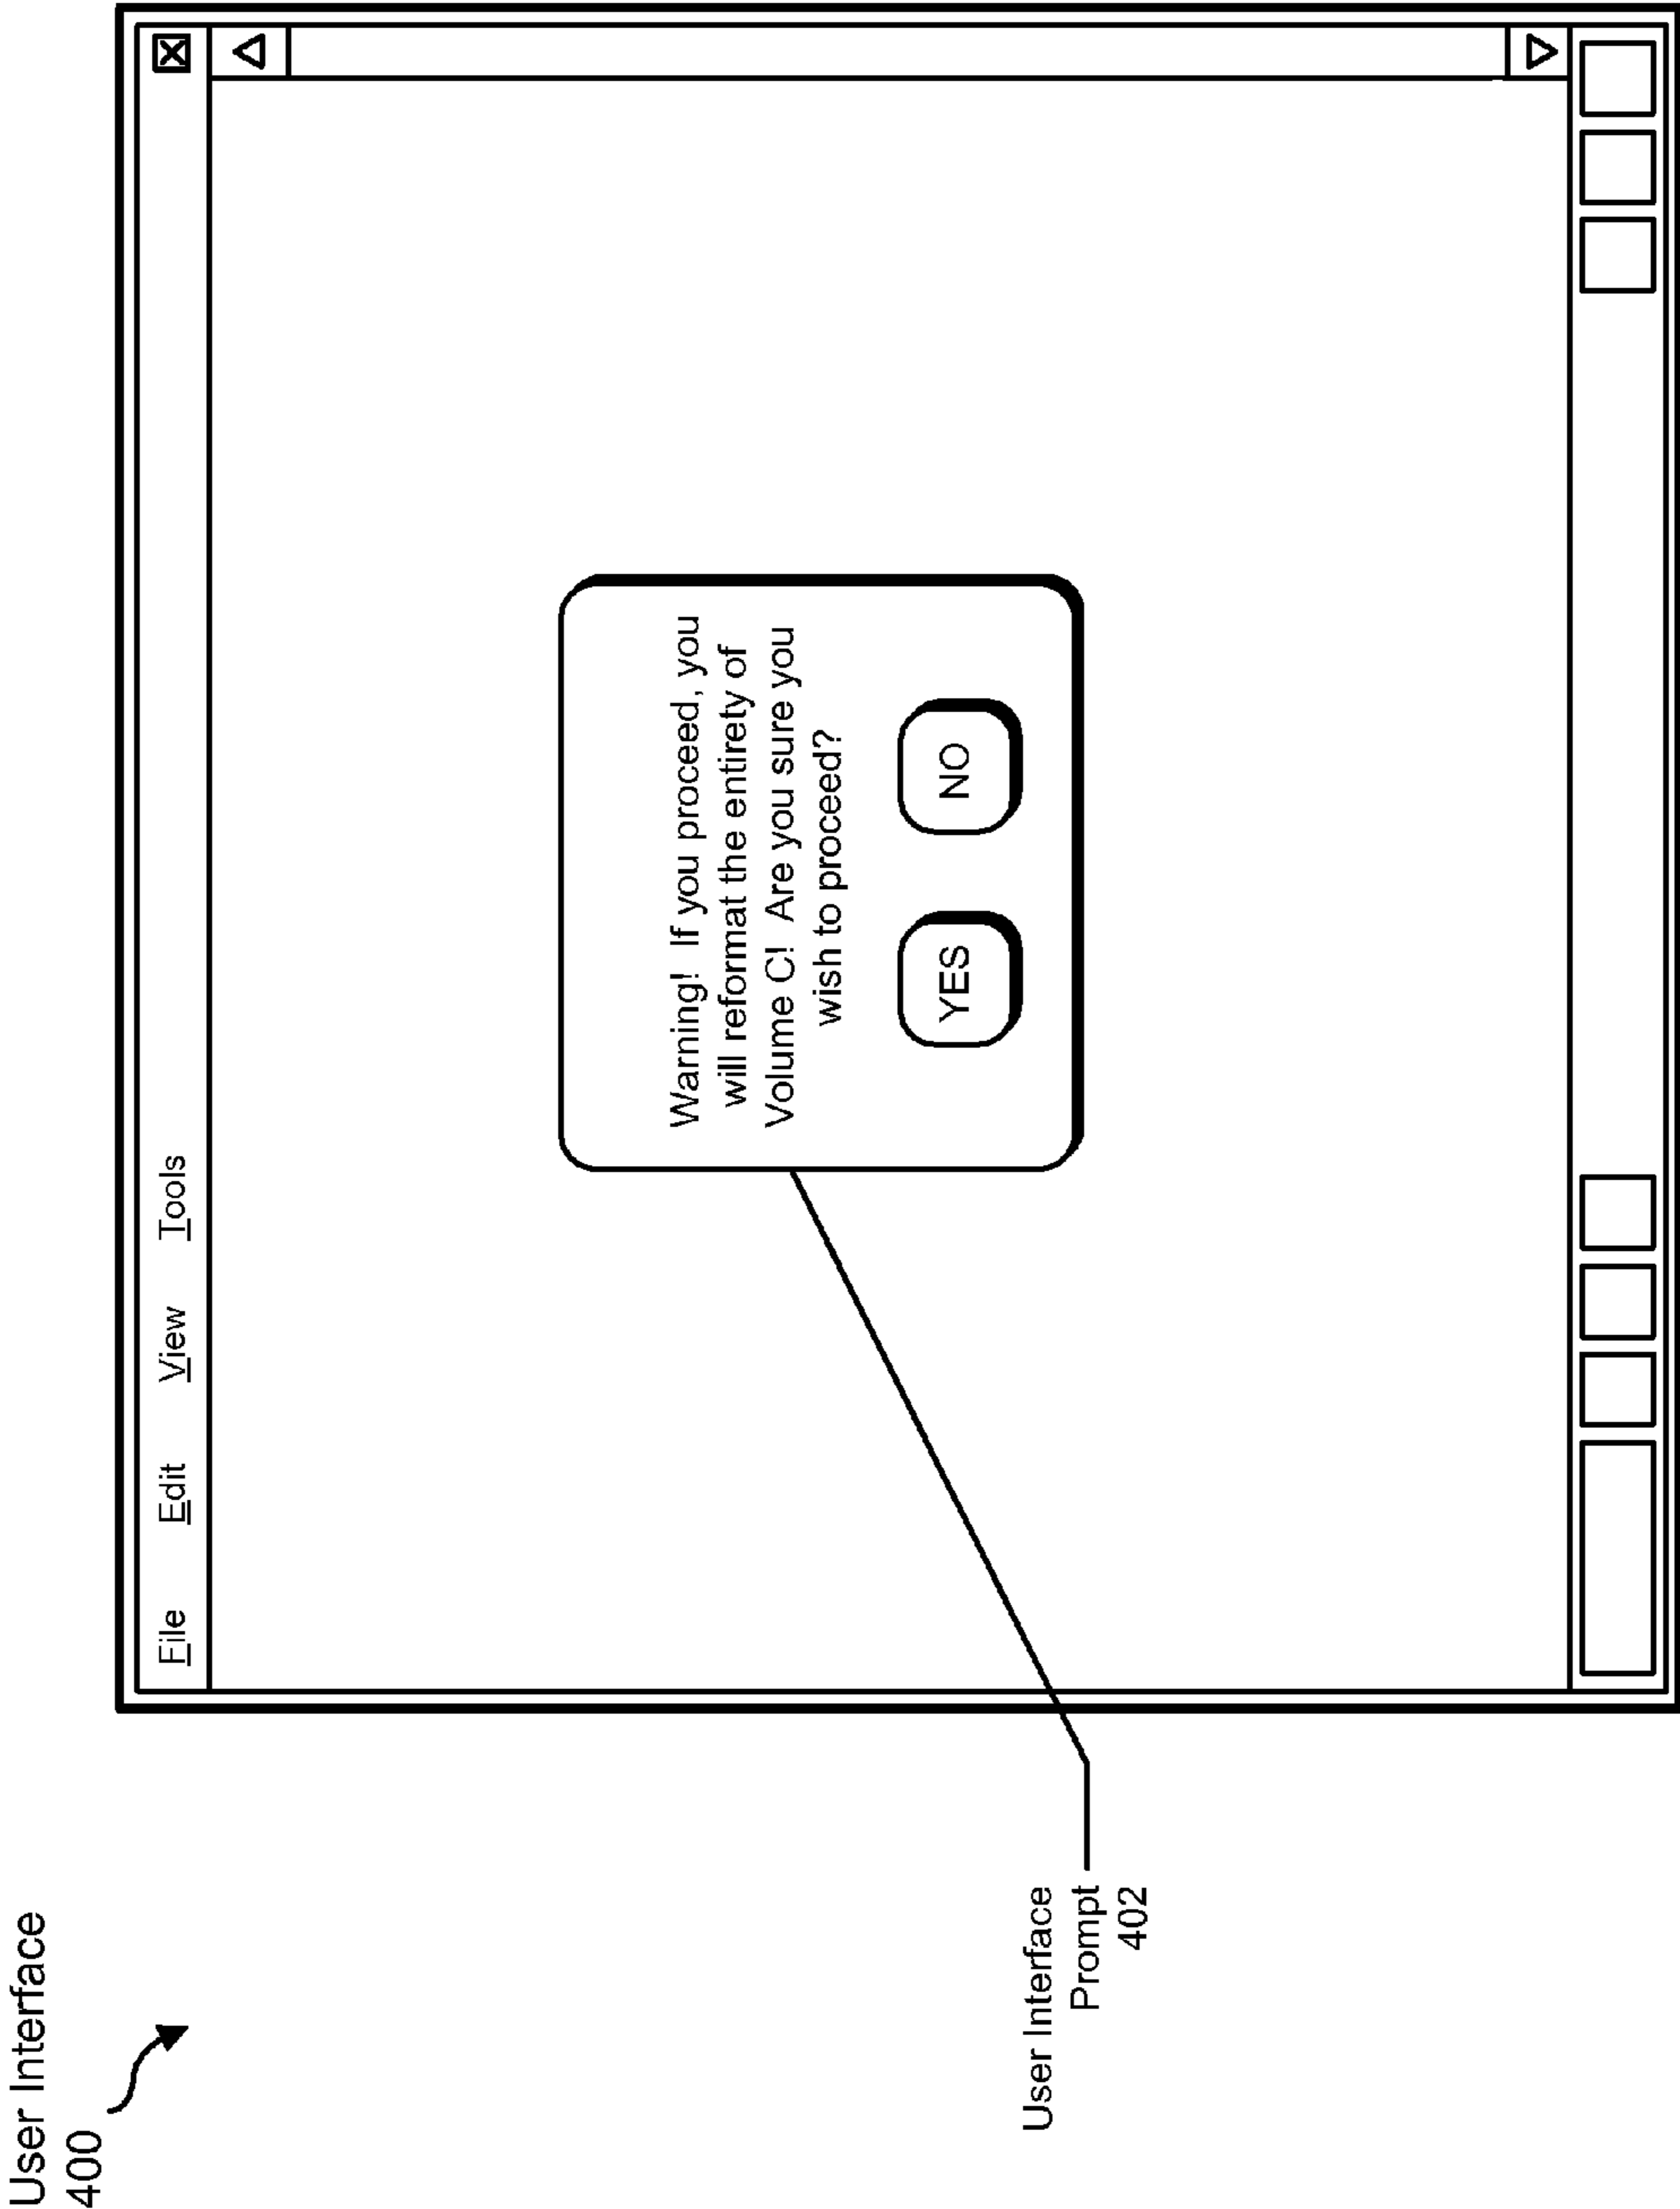 User Interface
400
File Edit View Tools
Warning! If you proceed, you
will reformat the entirety of
Volume C! Are you sure you
wish to proceed?
YES NO
User Interface
Prompt
402